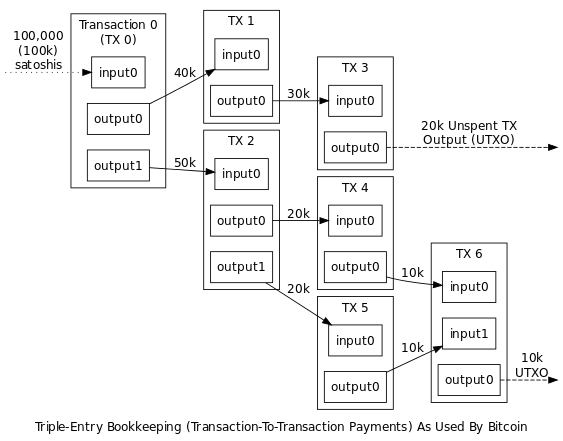 100,000
(100k)
satoshis
Transaction 0
(TX 0)
input0
output0
output1
40k
50k
TX 1
input0
output0
30k
TX 2
input0
output0
output1
20k
20k
TX 3
input0
output0
20k Unspent TX
Output (UTXO)
TX 4
input0
output0
10k
TX 5
input0
output0
10k
TX 6
input0
input1
output0
10k
UTXO
Triple-Entry Bookkeeping (Transaction-To-Transaction Payments) As Used By Bitcoin